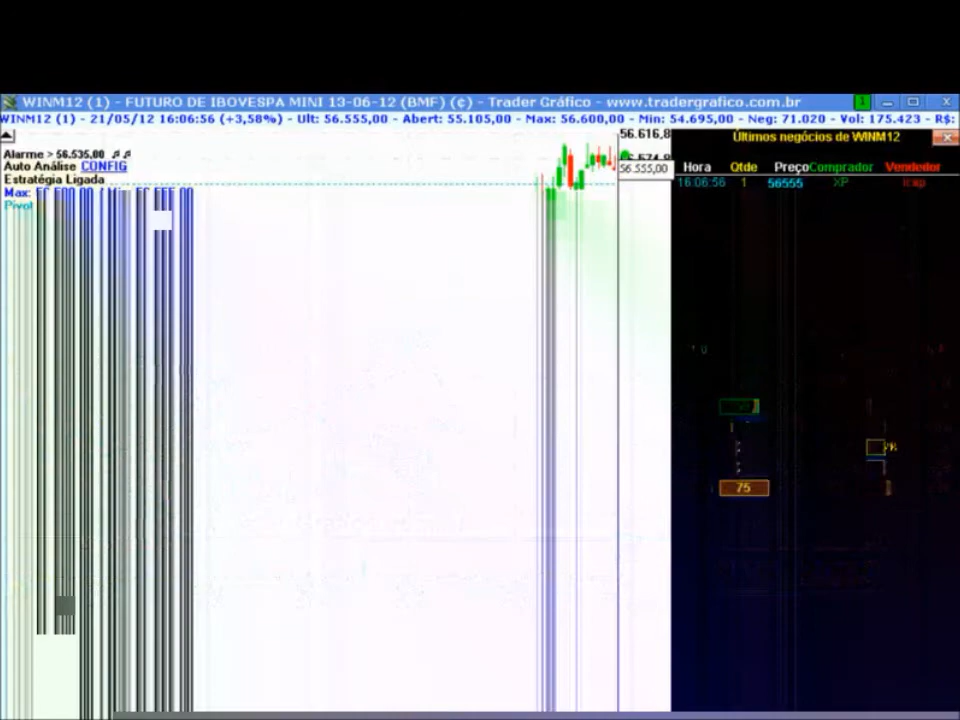 WINM12 (1) - FUTURO DE IBOVESPA MINI 13-06-12 (BMF) (¢) - Trader Gráfico - www.tradergrafico.com.br 1
WINM12 (1) - 21/05/12 16:06:56 (+3,58%) - Ult: 56.555,00 - Abert: 55.105,00 - Max: 56.600,00 - Min: 54.695,00 - Neg: 71.020 - Vol: 175.423 - R$:
56.616,8
Últimos negócios de WINM12
Alarme > 56.535,00
56.555,00
Auto Análise CONFIG
Hora Qtde Preço Comprador Vendedor
Estratégia Ligada
16:06:56 1 56555 XP
Max:
Pivot
75